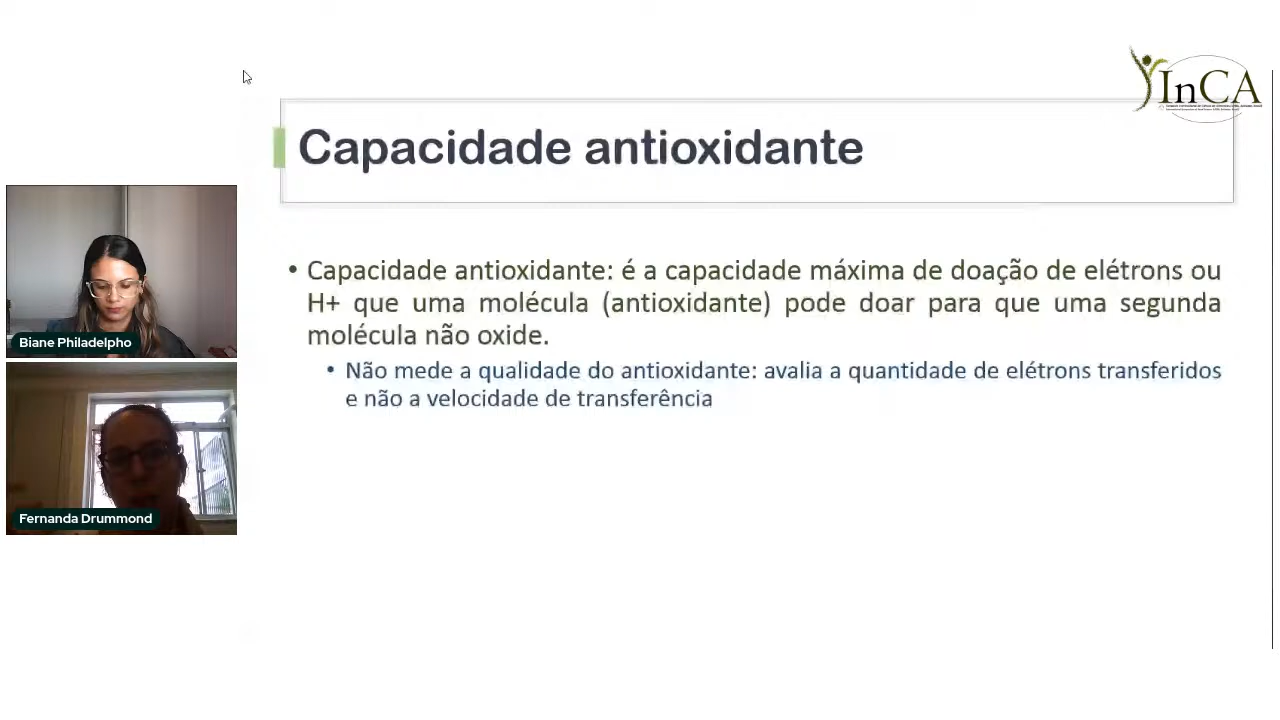 InCA
Capacidade antioxidante
• Capacidade antioxidante: é a capacidade máxima de doação de elétrons ou
H+ que uma molécula (antioxidante) pode doar para que uma segunda
molécula não oxide.
• Não mede a qualidade do antioxidante: avalia a quantidade de elétrons transferidos
e não a velocidade de transferência
Biane Philadelpho
Fernanda Drummond